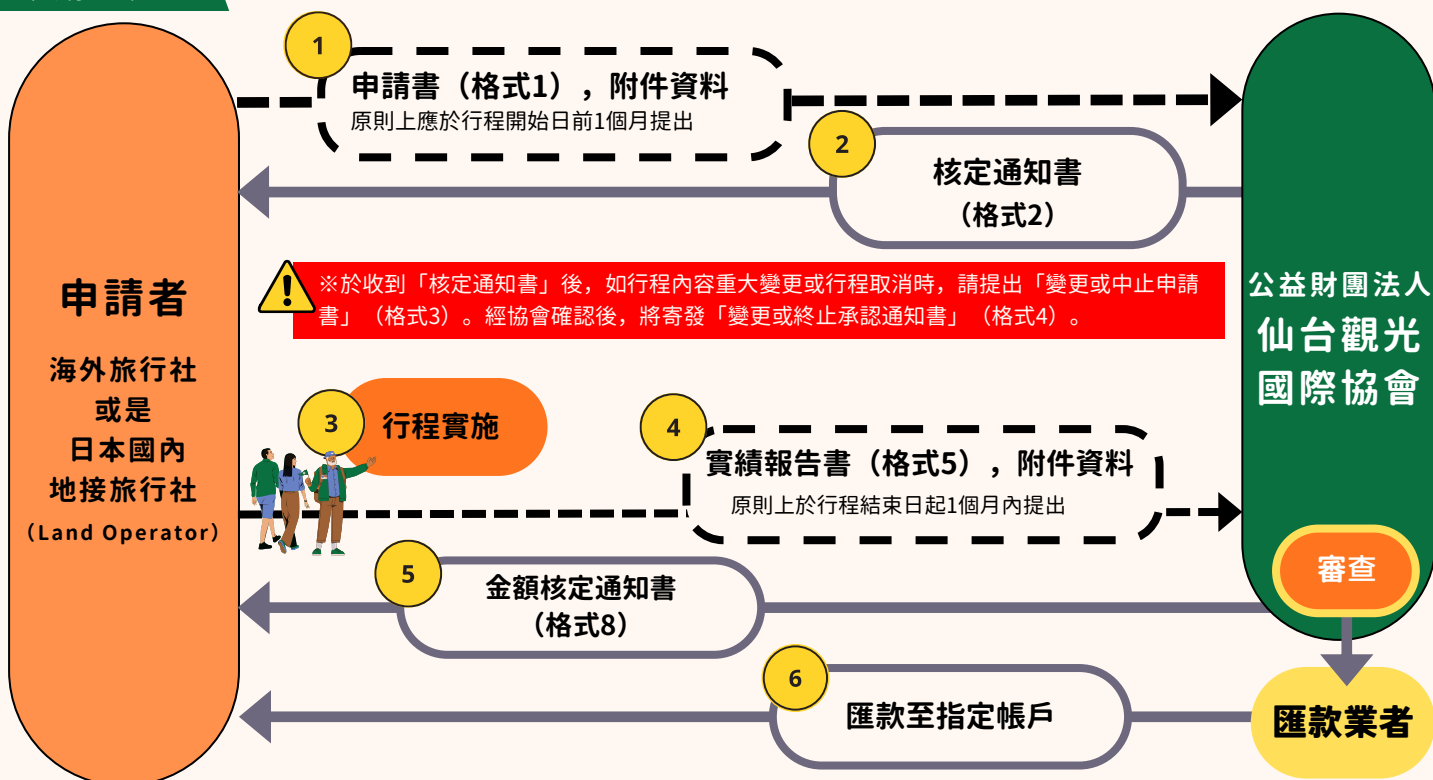 1
申請書（格式1），附件資料
原則上應於行程開始日前1個月提出
2
核定通知書
（格式2）
申請者
海外旅行社
或是
日本國內
地接旅行社
（Land Operator）
※於收到「核定通知書」後，如行程內容重大變更或行程取消時，請提出「變更或中止申請
書」（格式3）。經協會確認後，將寄發「變更或終止承認通知書」（格式4）。
公益財團法人
仙台觀光
國際協會
3
行程實施
4
實績報告書（格式5），附件資料
原則上於行程結束日起1個月內提出
審查
5
金額核定通知書
（格式8）
6
匯款至指定帳戶
匯款業者